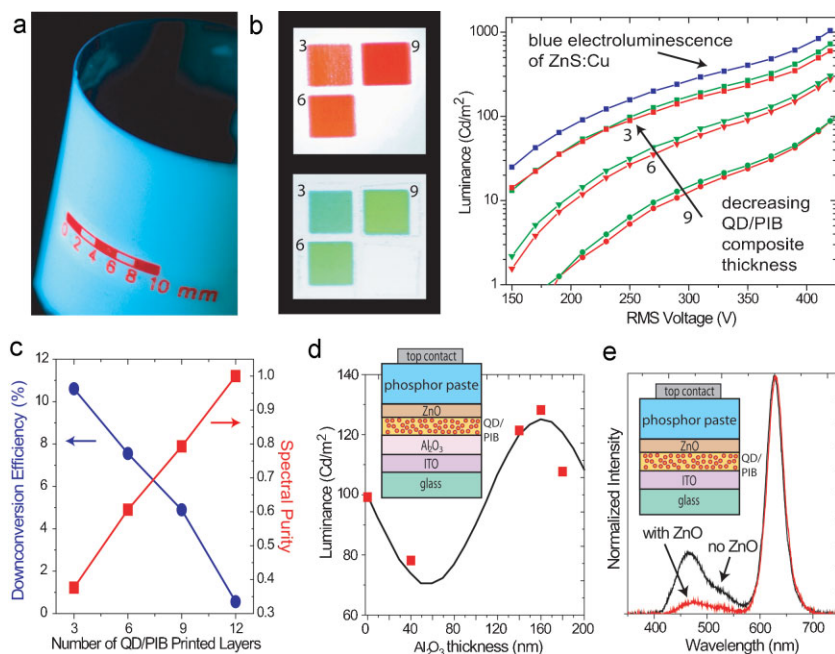 a
0 2 4 6 8 10 mm
b
3
9
6
3
9
6
Luminance (Cd/m²)
1000
100
10
1
blue electroluminescence
of ZnS:Cu
3
6
9
decreasing
QD/PIB
composite
thickness
150 200 250 300 350 400
RMS Voltage (V)
c
Downconversion Efficiency (%)
12
10
8
6
4
2
0
1.0
0.9
0.8
0.7
0.6
0.5
0.4
0.3
Spectral Purity
3 6 9 12
Number of QD/PIB Printed Layers
d
Luminance (Cd/m²)
140
120
100
80
60
top contact
phosphor paste
ZnO
QD/
PIB
Al₂O₃
ITO
glass
0 40 80 120 160 200
Al₂O₃ thickness (nm)
e
Normalized Intensity
top contact
phosphor paste
ZnO
QD/
PIB
ITO
glass
with ZnO
no ZnO
400 500 600 700
Wavelength (nm)